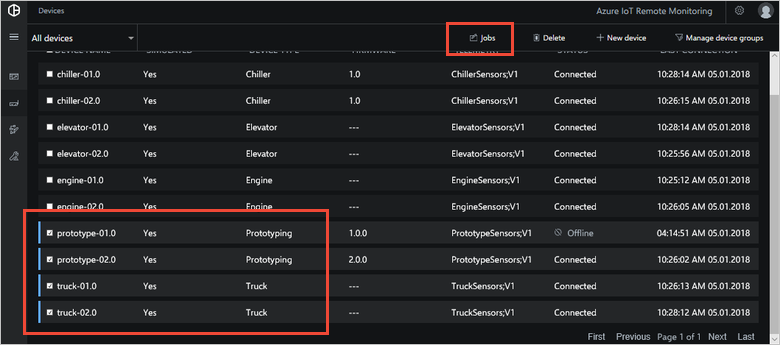 Devices Azure IoT Remote Monitoring
All devices Jobs Delete New device Manage device groups
DEVICE NAME SIMULATED DEVICE TYPE FIRMWARE TELEMETRY STATUS LAST CONNECTION
chiller-01.0 Yes Chiller 1.0 ChillerSensors;V1 Connected 10:28:14 AM 05.01.2018
chiller-02.0 Yes Chiller 1.0 ChillerSensors;V1 Connected 10:26:15 AM 05.01.2018
elevator-01.0 Yes Elevator --- ElevatorSensors;V1 Connected 10:28:14 AM 05.01.2018
elevator-02.0 Yes Elevator --- ElevatorSensors;V1 Connected 10:25:56 AM 05.01.2018
engine-01.0 Yes Engine --- EngineSensors;V1 Connected 10:25:12 AM 05.01.2018
engine-02.0 Yes Engine --- EngineSensors;V1 Connected 10:26:05 AM 05.01.2018
prototype-01.0 Yes Prototyping 1.0.0 PrototypeSensors;V1 Offline 04:14:51 AM 05.01.2018
prototype-02.0 Yes Prototyping 2.0.0 PrototypeSensors;V1 Connected 10:26:02 AM 05.01.2018
truck-01.0 Yes Truck --- TruckSensors;V1 Connected 10:26:13 AM 05.01.2018
truck-02.0 Yes Truck --- TruckSensors;V1 Connected 10:28:12 AM 05.01.2018
First Previous Page 1 of 1 Next Last